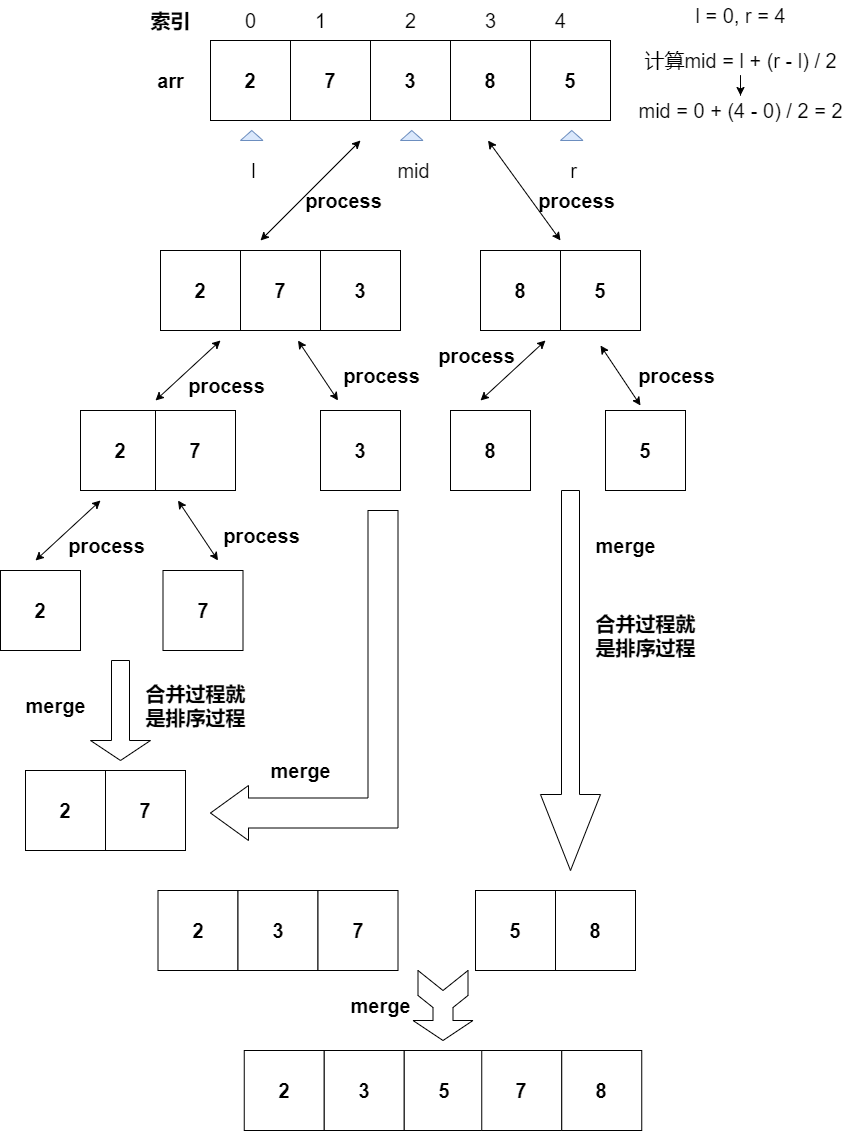 索引 0 1 2 3 4
l = 0, r = 4
arr 2 7 3 8 5
计算mid = l + (r - l) / 2
mid = 0 + (4 - 0) / 2 = 2
l mid r
process process
2 7 3 8 5
process process process process
2 7 3 8 5
process process
2 7
merge
合并过程就
是排序过程
merge
合并过程就
是排序过程
merge
2 7
2 3 7 5 8
merge
2 3 5 7 8